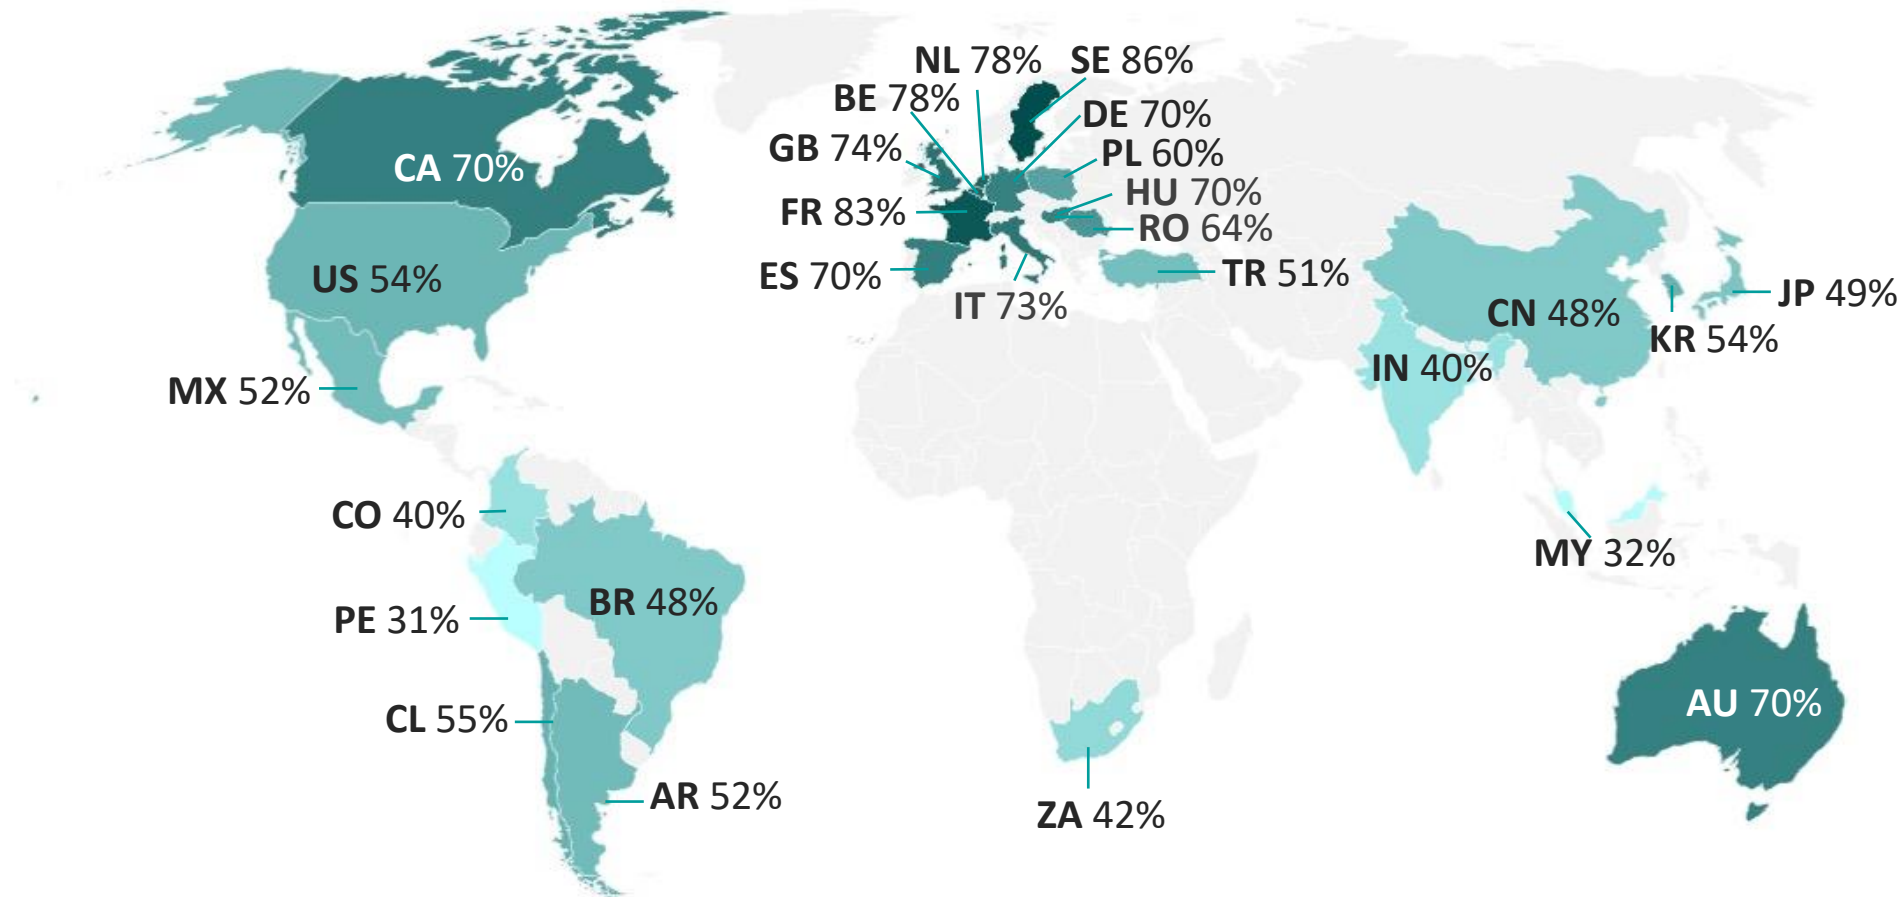 NL 78%
SE 86%
BE 78%
DE 70%
GB 74%
PL 60%
CA 70%
HU 70%
FR 83%
RO 64%
ES 70%
TR 51%
US 54%
IT 73%
JP 49%
CN 48%
KR 54%
IN 40%
MX 52%
CO 40%
MY 32%
BR 48%
PE 31%
AU 70%
CL 55%
AR 52%
ZA 42%